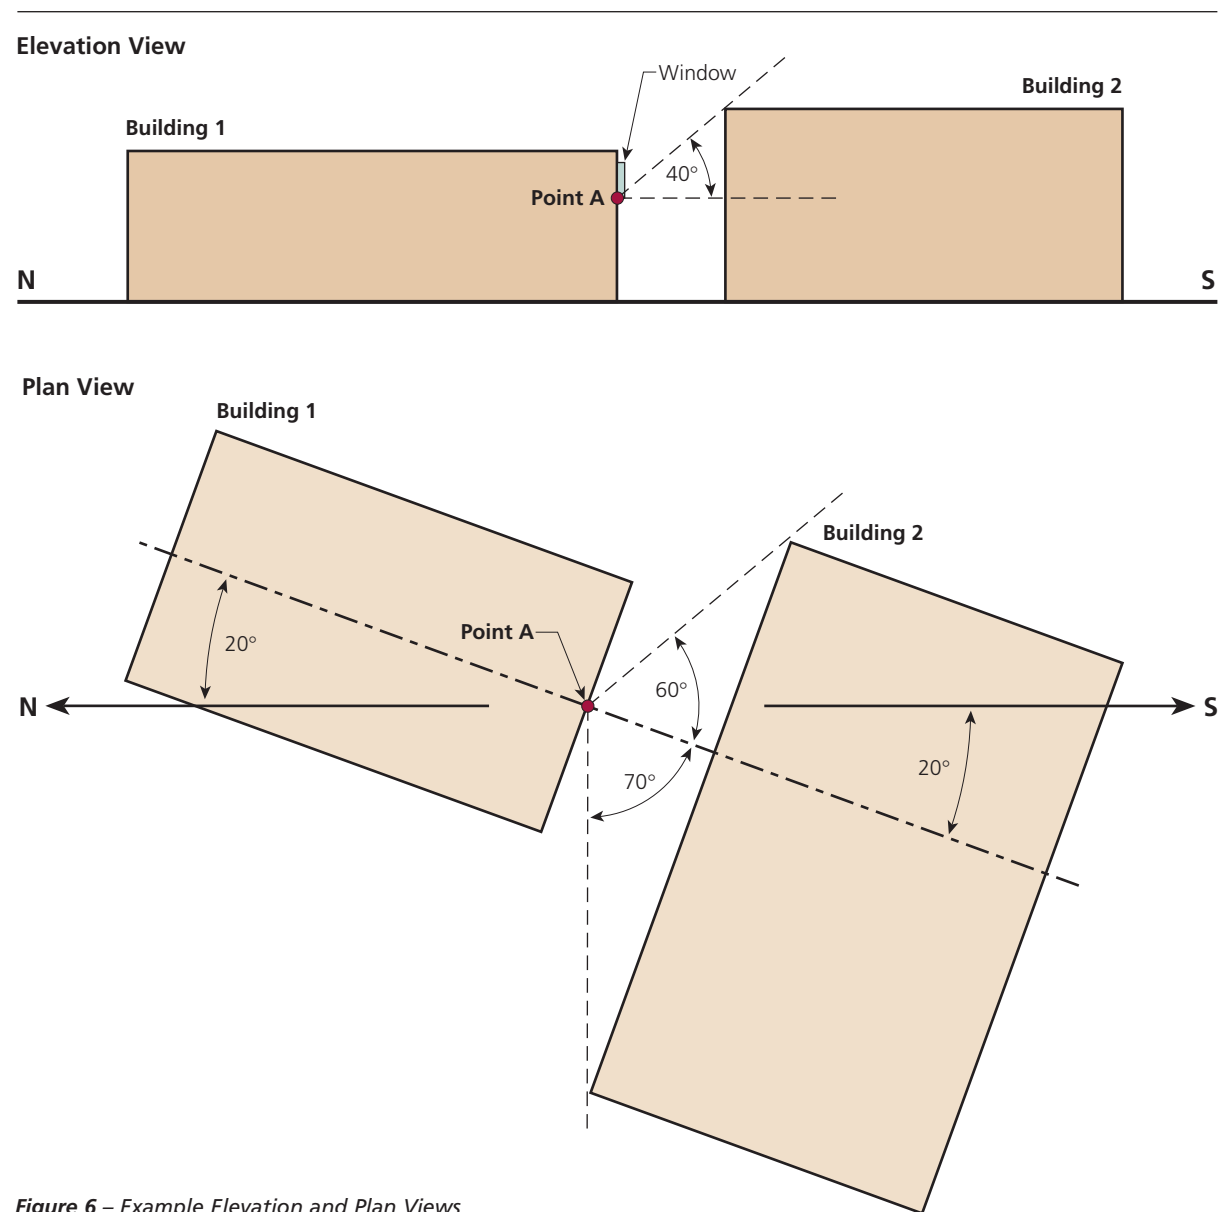 Elevation View
Window
Building 2
Building 1
40°
Point A
N
S
Plan View
Building 1
Building 2
Point A
20°
60°
N
S
20°
70°
Figure 6 – Example Elevation and Plan Views